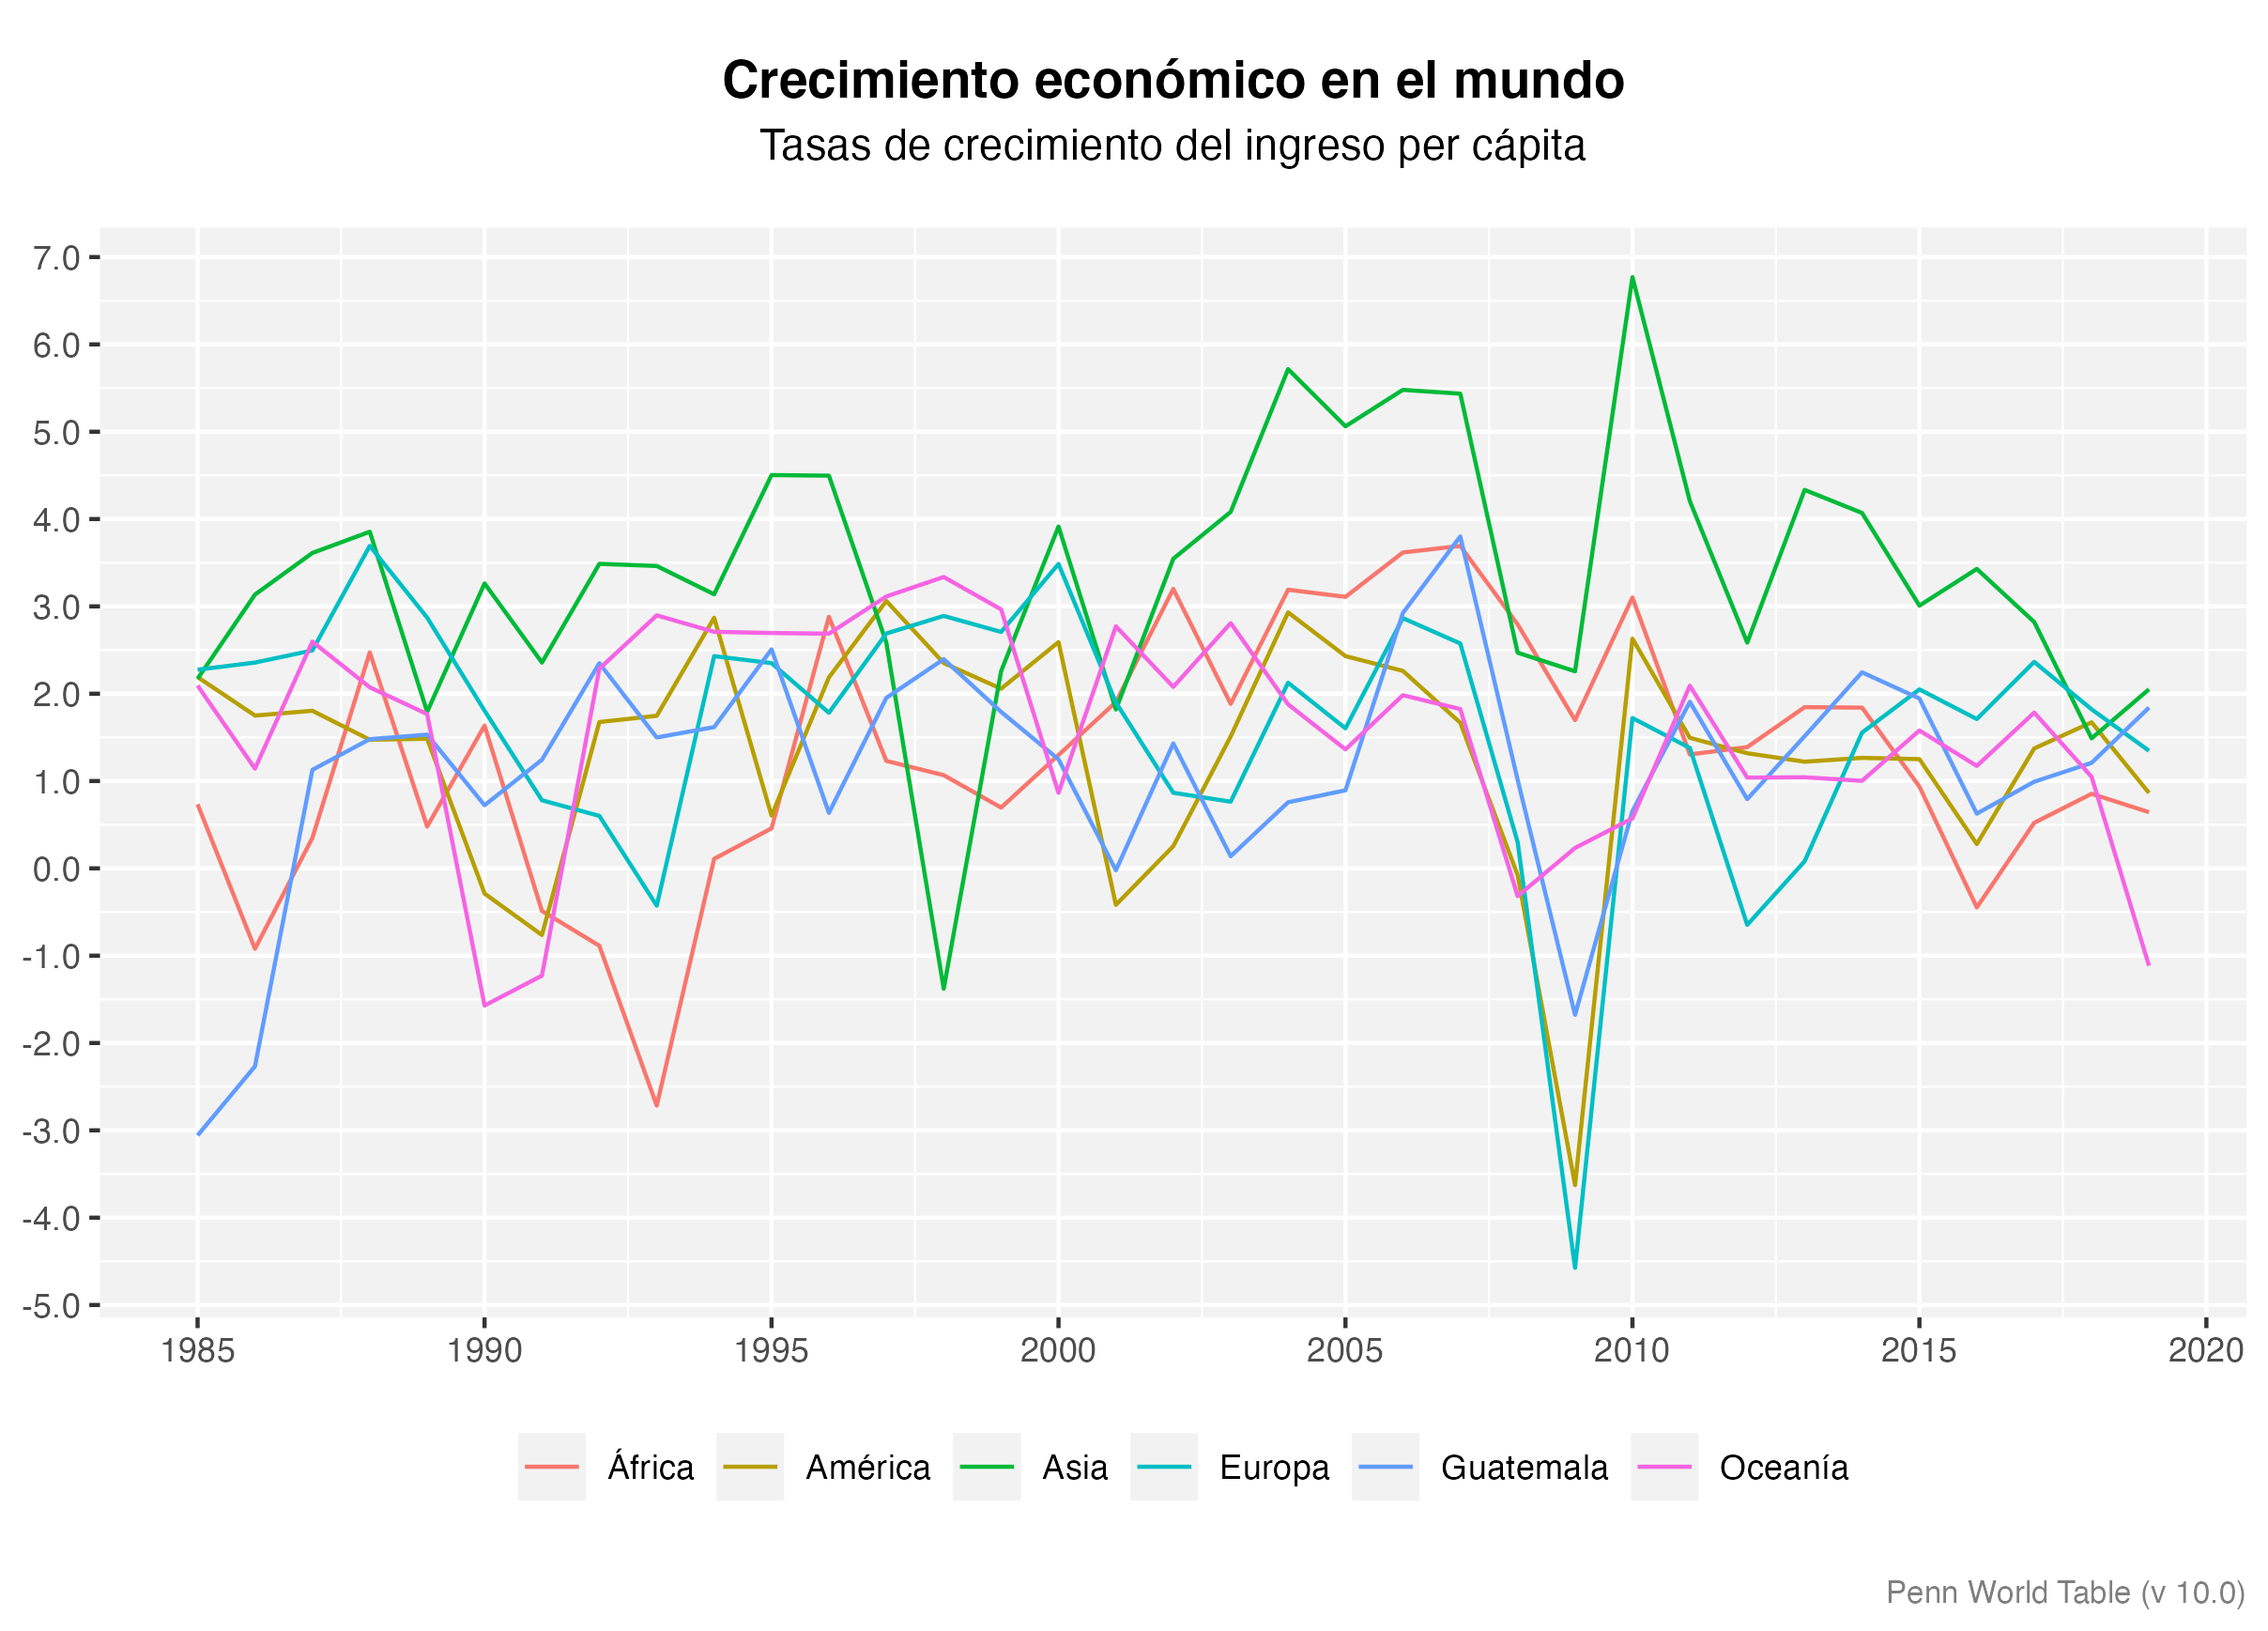 Crecimiento económico en el mundo
Tasas de crecimiento del ingreso per cápita
7.0
6.0
5.0
4.0
3.0
2.0
1.0
0.0
-1.0
-2.0
-3.0
-4.0
-5.0
1985 1990 1995 2000 2005 2010 2015 2020
África América Asia Europa Guatemala Oceanía
Penn World Table (v 10.0)